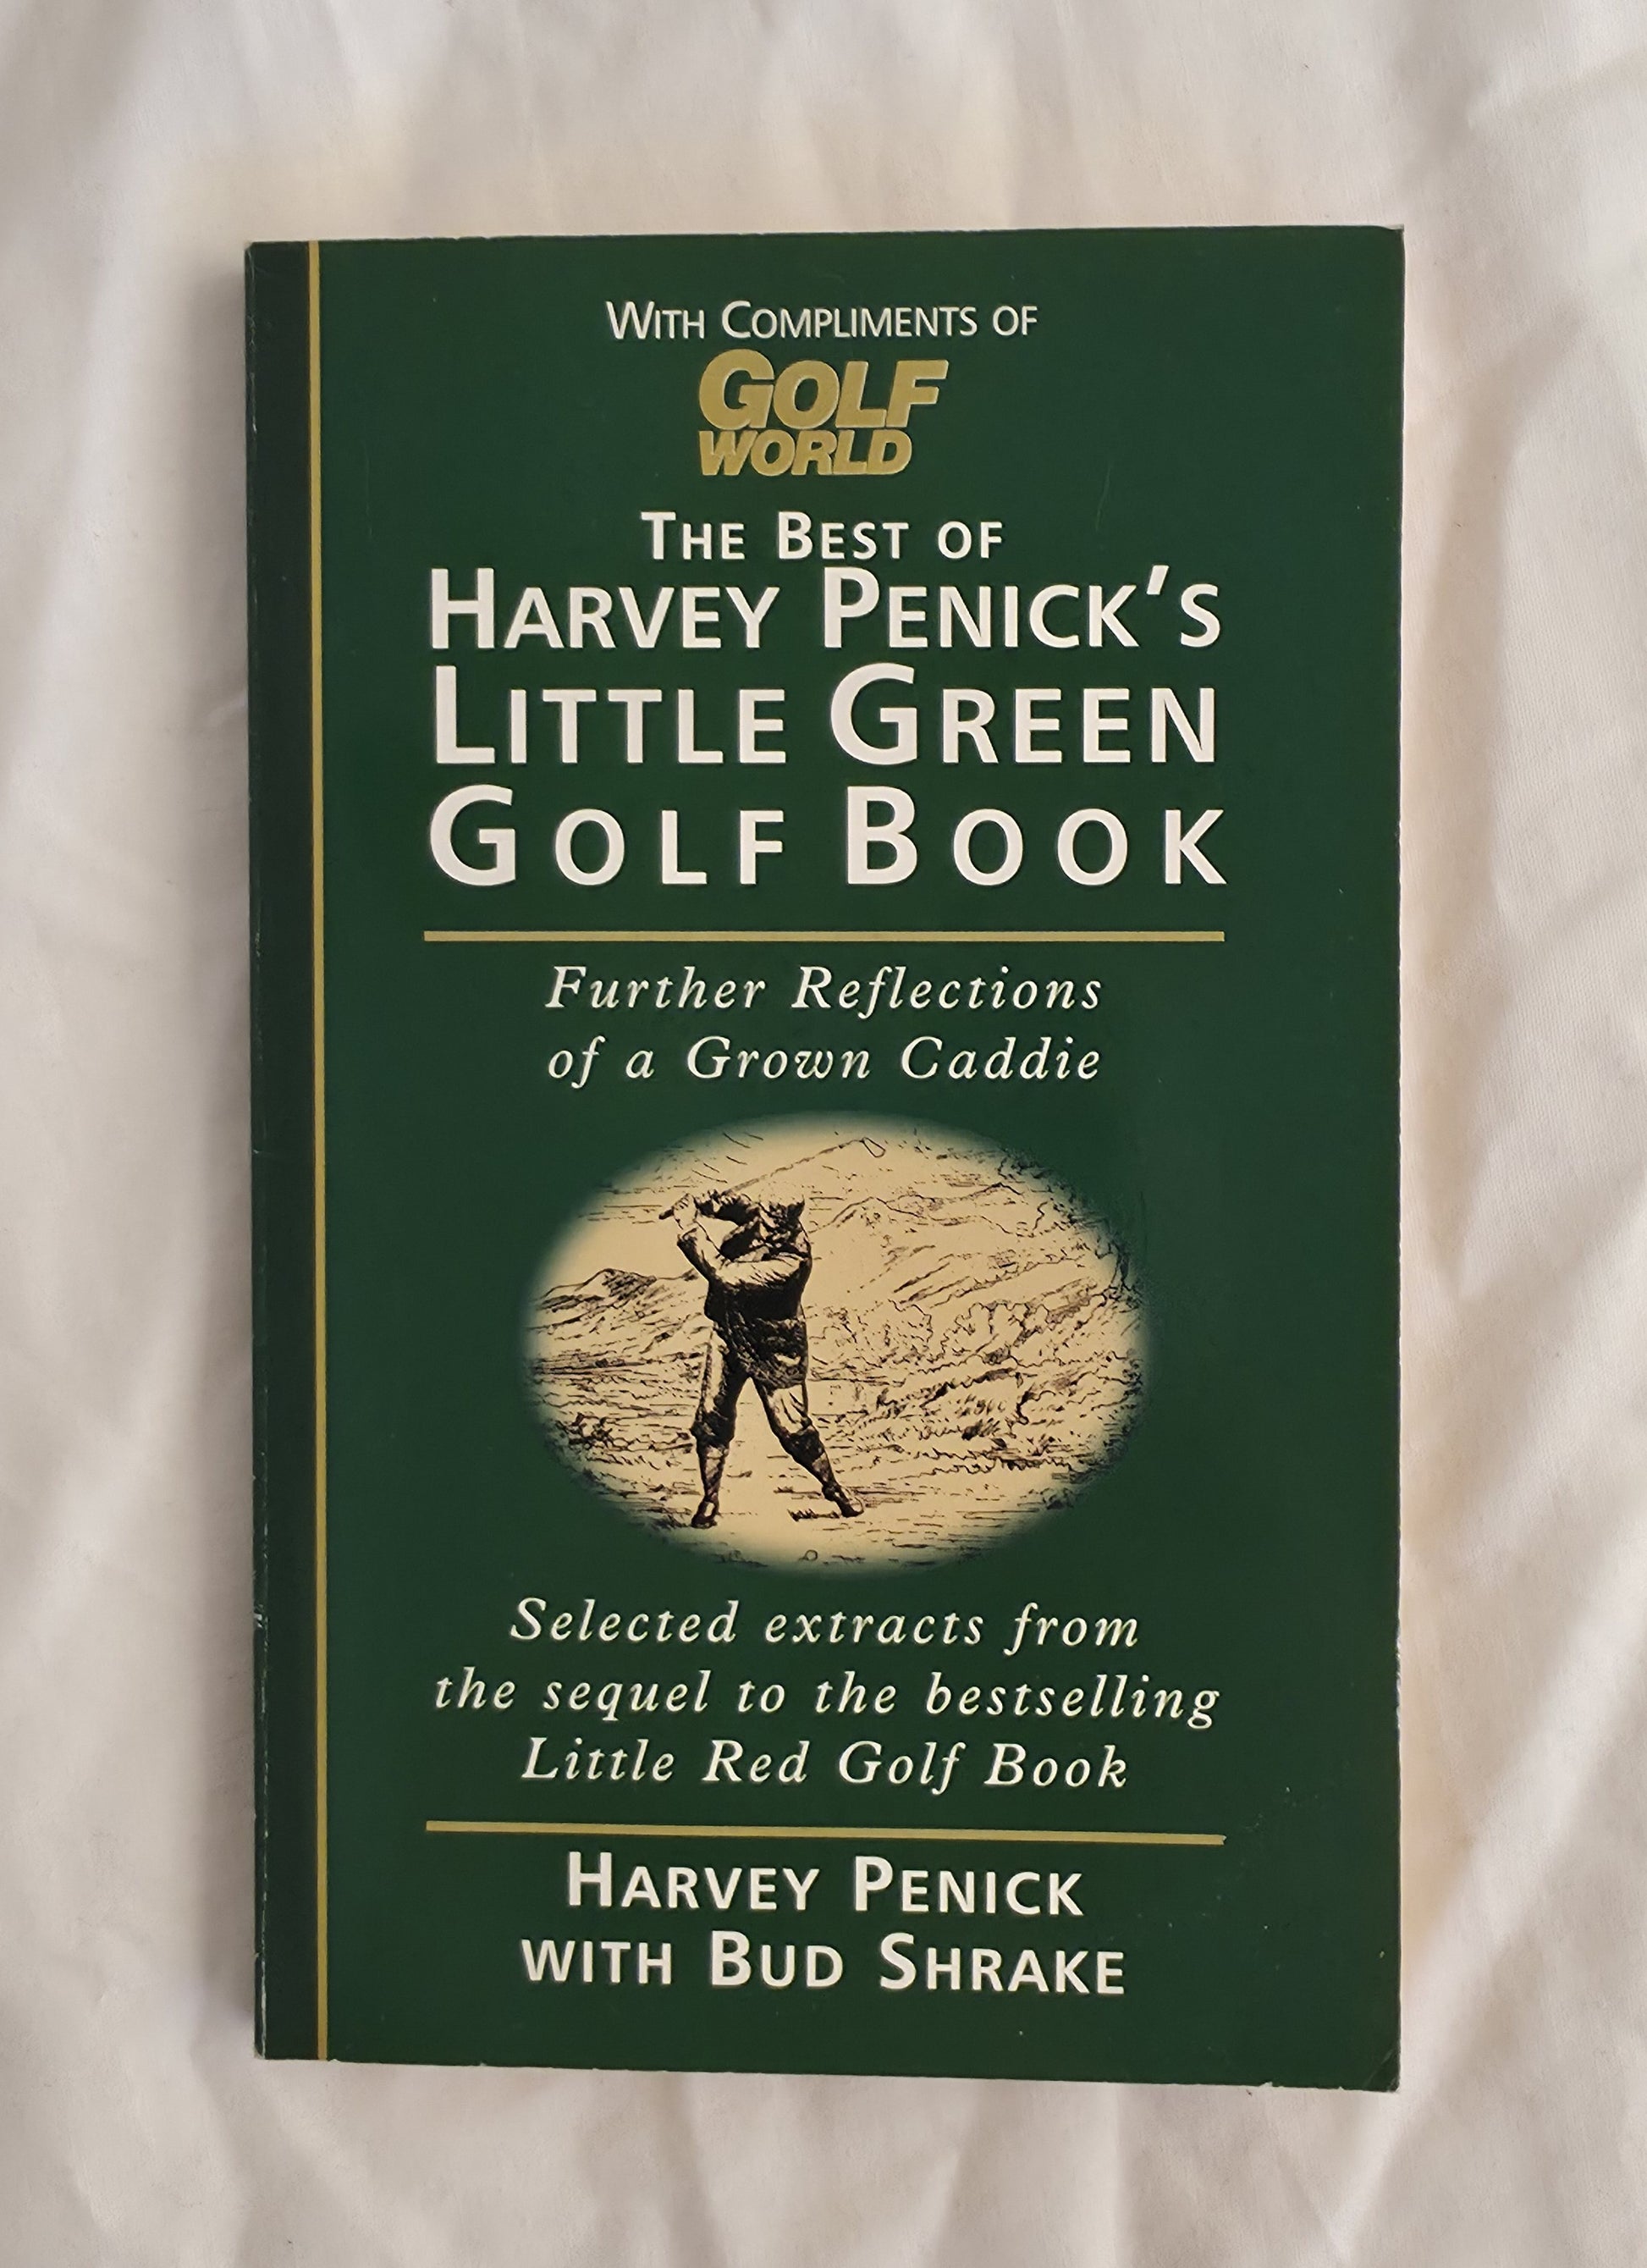 WITH COMPLIMENTS OF
GOLF
WORLD
THE BEST OF
HARVEY PENICK'S
LITTLE GREEN
GOLF BOOK
Further Reflections
of a Grown Caddie
Selected extracts from
the sequel to the bestselling
Little Red Golf Book
HARVEY PENICK
WITH BUD SHRAKE